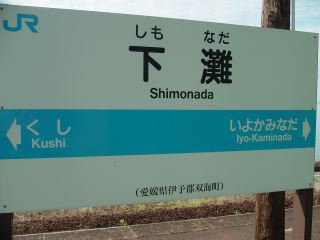 JR
しも なだ
下灘
Shimonada
くし
Kushi
いよかみなだ
Iyo-Kaminada
(愛媛県伊予郡双海町)